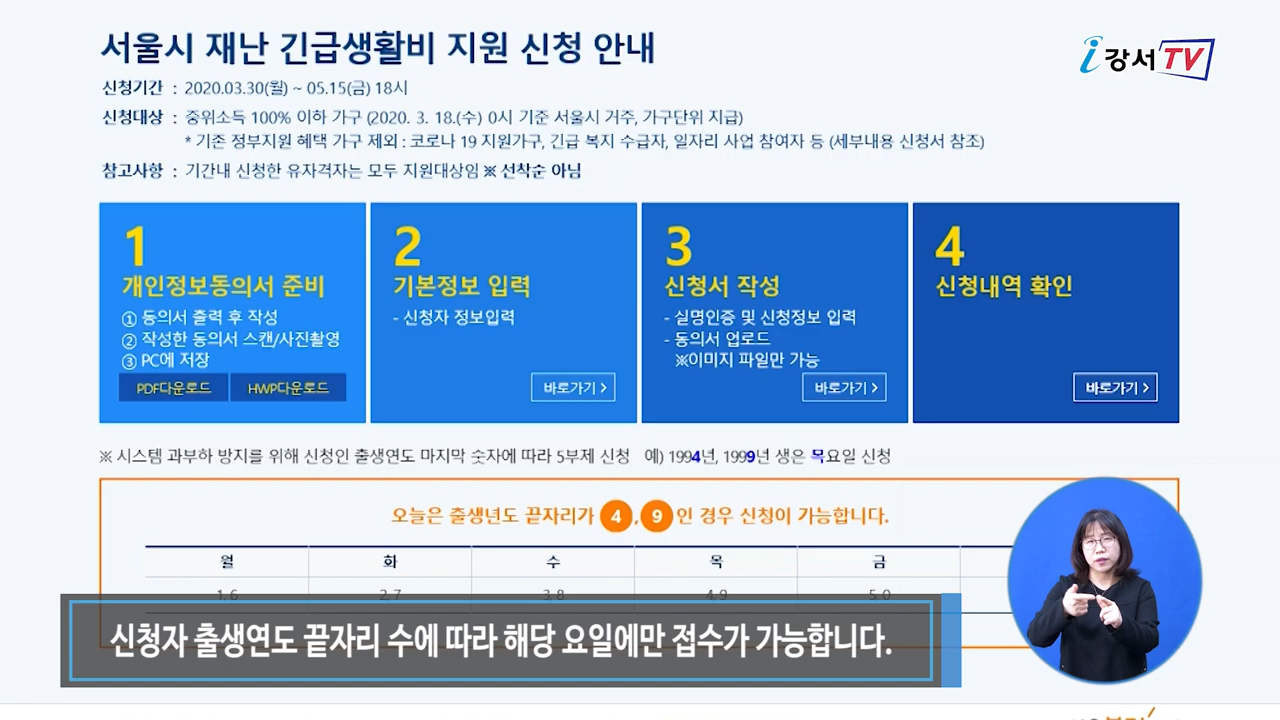 서울시 재난 긴급생활비 지원 신청 안내
i강서TV
신청기간 : 2020.03.30(월) ~ 05.15(금) 18시
신청대상 : 중위소득 100% 이하 가구 (2020. 3. 18.(수) 0시 기준 서울시 거주, 가구단위 지급)
* 기존 정부지원 혜택 가구 제외 : 코로나 19 지원가구, 긴급 복지 수급자, 일자리 사업 참여자 등 (세부내용 신청서 참조)
참고사항 : 기간내 신청한 유자격자는 모두 지원대상임 ※ 선착순 아님
1
개인정보동의서 준비
① 동의서 출력 후 작성
② 작성한 동의서 스캔/사진촬영
③ PC에 저장
PDF다운로드 HWP다운로드
2
기본정보 입력
- 신청자 정보입력
바로가기 >
3
신청서 작성
- 실명인증 및 신청정보 입력
- 동의서 업로드
※이미지 파일만 가능
바로가기 >
4
신청내역 확인
바로가기 >
※ 시스템 과부하 방지를 위해 신청인 출생연도 마지막 숫자에 따라 5부제 신청 예) 1994년, 1999년 생은 목요일 신청
오늘은 출생년도 끝자리가 4, 9 인 경우 신청이 가능합니다.
월 화 수 목 금
1, 6 2, 7 3, 8 4, 9 5, 0
신청자 출생연도 끝자리 수에 따라 해당 요일에만 접수가 가능합니다.